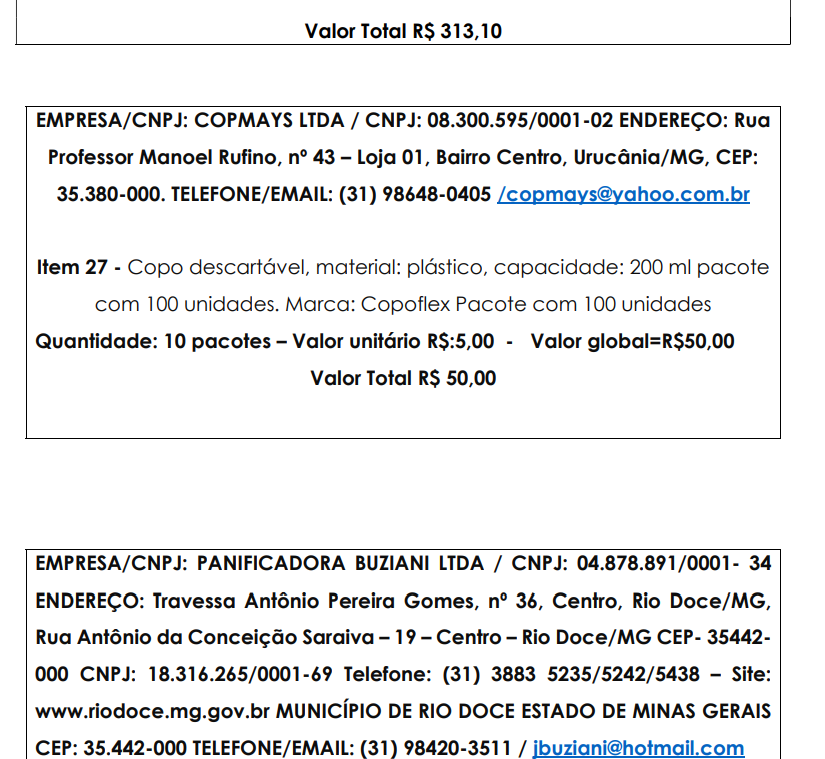 Valor Total R$ 313,10
EMPRESA/CNPJ: COPMAYS LTDA / CNPJ: 08.300.595/0001-02 ENDEREÇO: Rua
Professor Manoel Rufino, nº 43 – Loja 01, Bairro Centro, Urucânia/MG, CEP:
35.380-000. TELEFONE/EMAIL: (31) 98648-0405 /copmays@yahoo.com.br
Item 27 - Copo descartável, material: plástico, capacidade: 200 ml pacote
com 100 unidades. Marca: Copoflex Pacote com 100 unidades
Quantidade: 10 pacotes – Valor unitário R$:5,00 - Valor global=R$50,00
Valor Total R$ 50,00
EMPRESA/CNPJ: PANIFICADORA BUZIANI LTDA / CNPJ: 04.878.891/0001- 34
ENDEREÇO: Travessa Antônio Pereira Gomes, nº 36, Centro, Rio Doce/MG,
Rua Antônio da Conceição Saraiva – 19 – Centro – Rio Doce/MG CEP- 35442-
000 CNPJ: 18.316.265/0001-69 Telefone: (31) 3883 5235/5242/5438 – Site:
www.riodoce.mg.gov.br MUNICÍPIO DE RIO DOCE ESTADO DE MINAS GERAIS
CEP: 35.442-000 TELEFONE/EMAIL: (31) 98420-3511 / jbuziani@hotmail.com